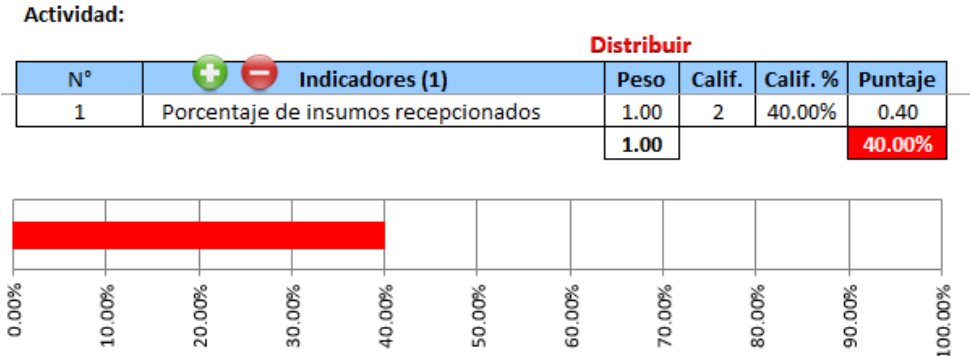 Actividad:
Distribuir
N° Indicadores (1) Peso Calif. Calif. % Puntaje
1 Porcentaje de insumos recepcionados 1.00 2 40.00% 0.40
1.00 40.00%
0.00% 10.00% 20.00% 30.00% 40.00% 50.00% 60.00% 70.00% 80.00% 90.00% 100.00%